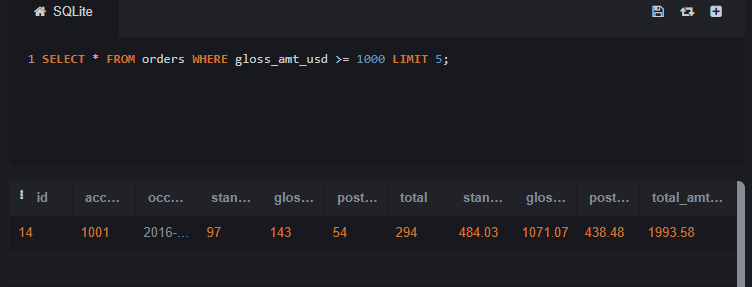 SQLite
1 SELECT * FROM orders WHERE gloss_amt_usd >= 1000 LIMIT 5;
id acc... occ... stan... glos... post... total stan... glos... post... total_amt...
14 1001 2016-... 97 143 54 294 484.03 1071.07 438.48 1993.58